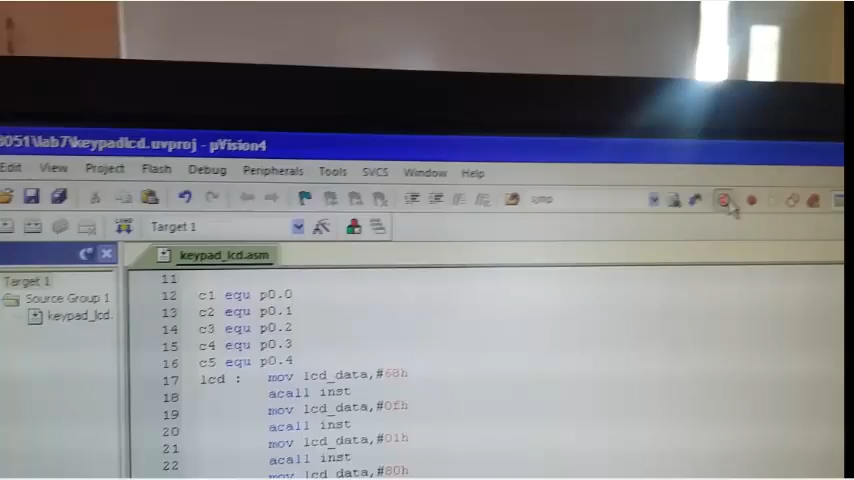 8051\lab7\keypadlcd.uvproj - µVision4
Edit View Project Flash Debug Peripherals Tools SVCS Window Help
Target 1
keypad_lcd.asm
Target 1
Source Group 1
keypad_lcd.
11
12 c1 equ p0.0
13 c2 equ p0.1
14 c3 equ p0.2
15 c4 equ p0.3
16 c5 equ p0.4
17 lcd : mov lcd_data,#68h
18 acall inst
19 mov lcd_data,#0fh
20 acall inst
21 mov lcd_data,#01h
22 acall inst
mov lcd_data,#80h